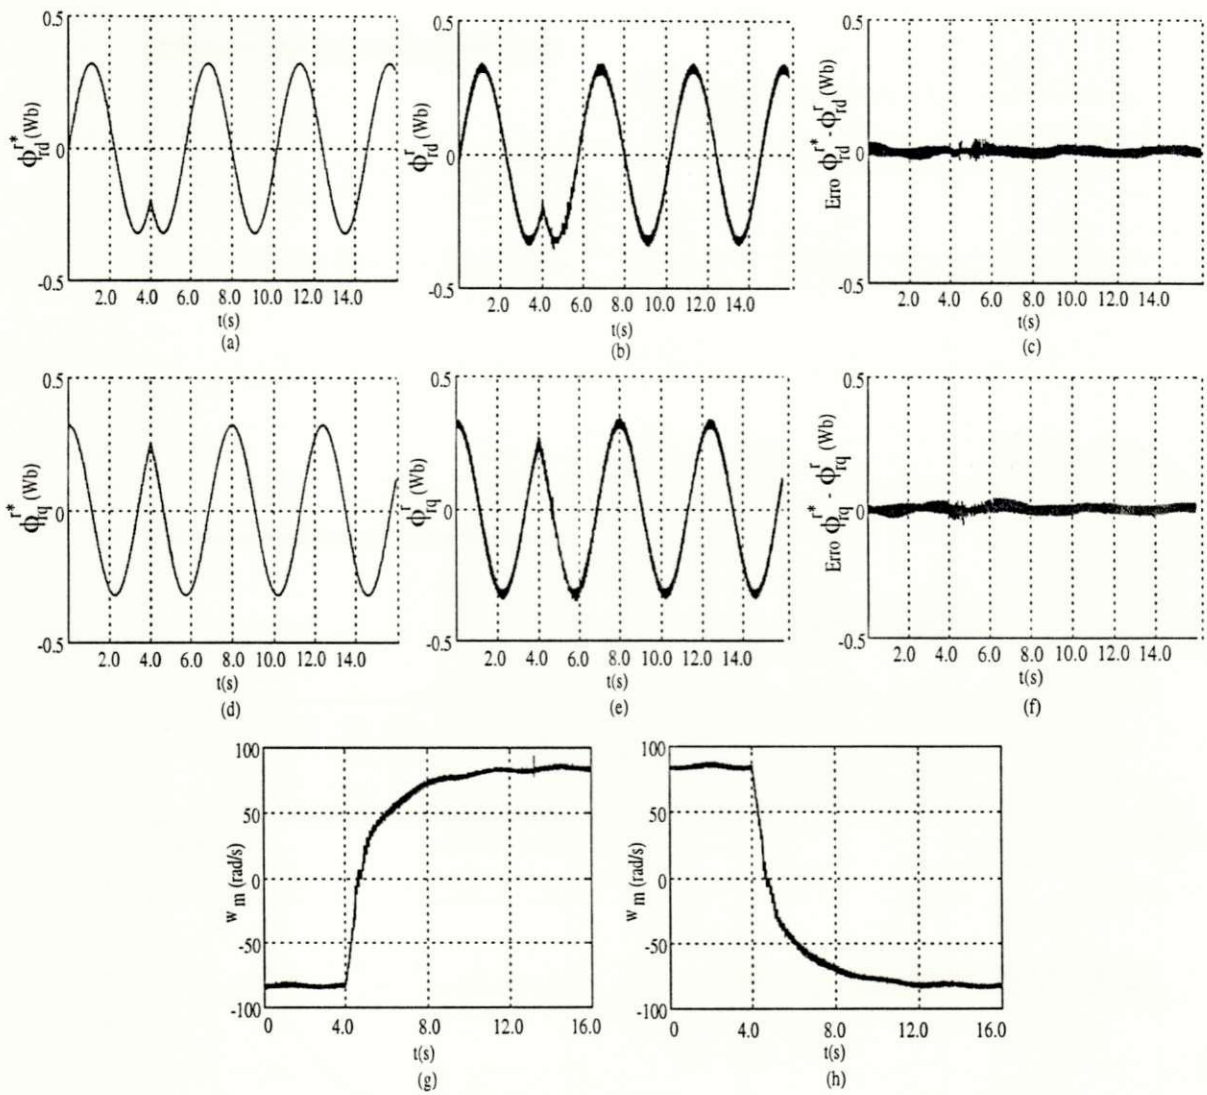 0.5
ϕ_rd^r* (Wb)
0
-0.5
2.0 4.0 6.0 8.0 10.0 12.0 14.0
t(s)
(a)
0.5
ϕ_rd^r (Wb)
0
-0.5
2.0 4.0 6.0 8.0 10.0 12.0 14.0
t(s)
(b)
0.5
Erro ϕ_rd^r* - ϕ_rd^r (Wb)
0
-0.5
2.0 4.0 6.0 8.0 10.0 12.0 14.0
t(s)
(c)
0.5
ϕ_rq^r* (Wb)
0
-0.5
2.0 4.0 6.0 8.0 10.0 12.0 14.0
t(s)
(d)
0.5
ϕ_rq^r (Wb)
0
-0.5
2.0 4.0 6.0 8.0 10.0 12.0 14.0
t(s)
(e)
0.5
Erro ϕ_rq^r* - ϕ_rq^r (Wb)
0
-0.5
2.0 4.0 6.0 8.0 10.0 12.0 14.0
t(s)
(f)
100
50
w m (rad/s)
0
-50
-100
0 4.0 8.0 12.0 16.0
t(s)
(g)
100
50
w m (rad/s)
0
-50
-100
0 4.0 8.0 12.0 16.0
t(s)
(h)